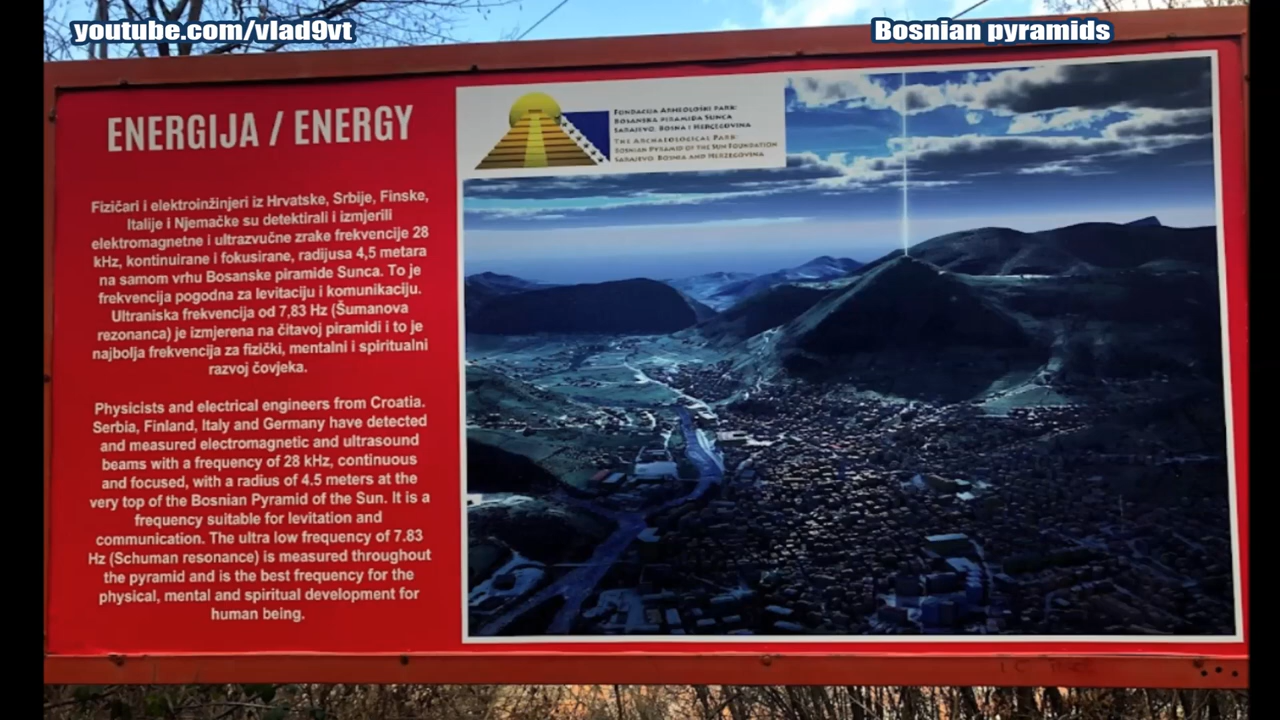 youtube.com/vlad9vt
Bosnian pyramids
ENERGIJA / ENERGY
Fizičari i elektroinžinjeri iz Hrvatske, Srbije, Finske,
Italije i Njemačke su detektirali i izmjerili
elektromagnetne i ultrazvučne zrake frekvencije 28
kHz, kontinuirane i fokusirane, radijusa 4,5 metara
na samom vrhu Bosanske piramide Sunca. To je
frekvencija pogodna za levitaciju i komunikaciju.
Ultraniska frekvencija od 7,83 Hz (Šumanova
rezonanca) je izmjerena na čitavoj piramidi i to je
najbolja frekvencija za fizički, mentalni i spiritualni
razvoj čovjeka.
Physicists and electrical engineers from Croatia.
Serbia, Finland, Italy and Germany have detected
and measured electromagnetic and ultrasound
beams with a frequency of 28 kHz, continuous
and focused, with a radius of 4.5 meters at the
very top of the Bosnian Pyramid of the Sun. It is a
frequency suitable for levitation and
communication. The ultra low frequency of 7.83
Hz (Schuman resonance) is measured throughout
the pyramid and is the best frequency for the
physical, mental and spiritual development for
human being.
FONDACIJA ARHEOLOŠKI PARK:
BOSANSKA PIRAMIDA SUNCA
SARAJEVO, BOSNA I HERCEGOVINA
THE ARCHAEOLOGICAL PARK:
BOSNIAN PYRAMID OF THE SUN FOUNDATION
SARAJEVO, BOSNIA AND HERZEGOVINA